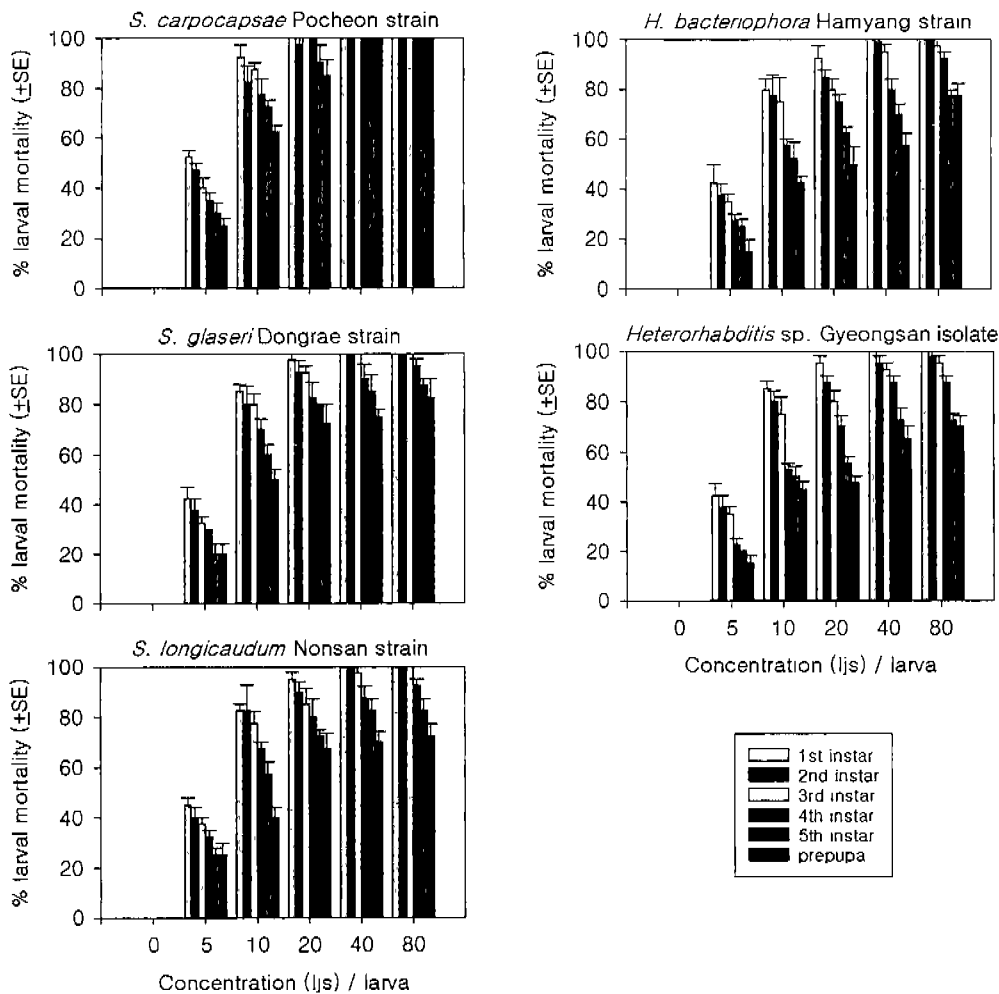 S. carpocapsae Pocheon strain
% larval mortality (±SE)
100
80
60
40
20
0
S. glaseri Dongrae strain
% larval mortality (±SE)
100
80
60
40
20
0
S. longicaudum Nonsan strain
% larval mortality (±SE)
100
80
60
40
20
0
0 5 10 20 40 80
Concentration (Ijs) / larva
H. bacteriophora Hamyang strain
% larval mortality (±SE)
100
80
60
40
20
0
Heterorhabditis sp. Gyeongsan isolate
% larval mortality (±SE)
100
80
60
40
20
0
0 5 10 20 40 80
Concentration (Ijs) / larva
1st instar
2nd instar
3rd instar
4th instar
5th instar
prepupa